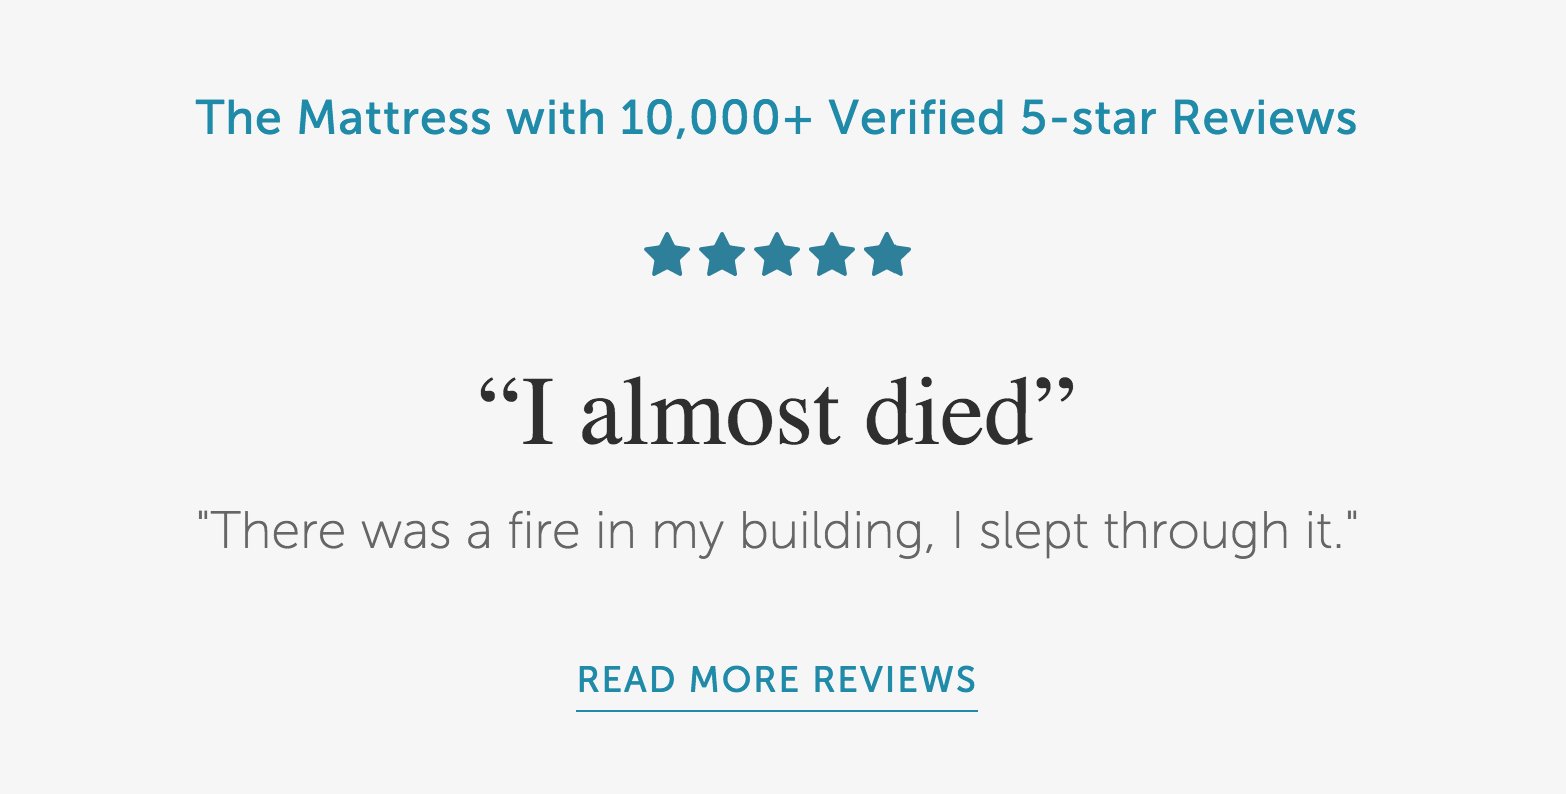 The Mattress with 10,000+ Verified 5-star Reviews
“I almost died”
"There was a fire in my building, I slept through it."
READ MORE REVIEWS